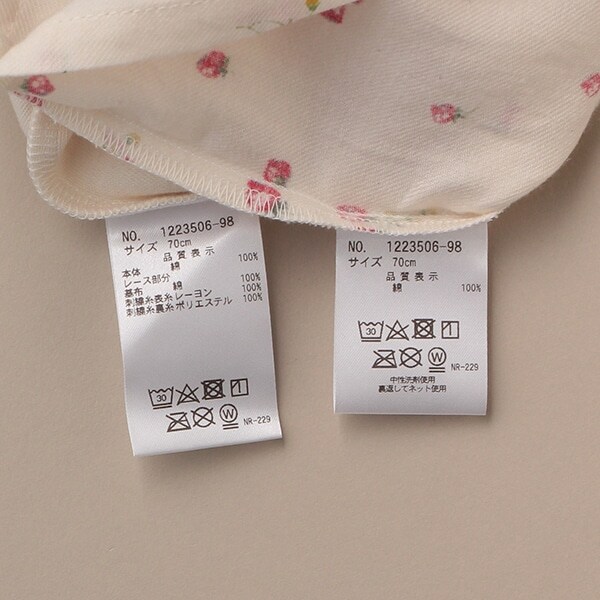 NO. 1223506-98
サイズ 70cm
品質表示
本体 綿 100%
レース部分
基布 綿 100%
刺繍糸表糸レーヨン 100%
刺繍糸裏糸ポリエステル 100%
30
W
NR-229
NO. 1223506-98
サイズ 70cm
品質表示
綿 100%
30
W
NR-229
中性洗剤使用
裏返してネット使用